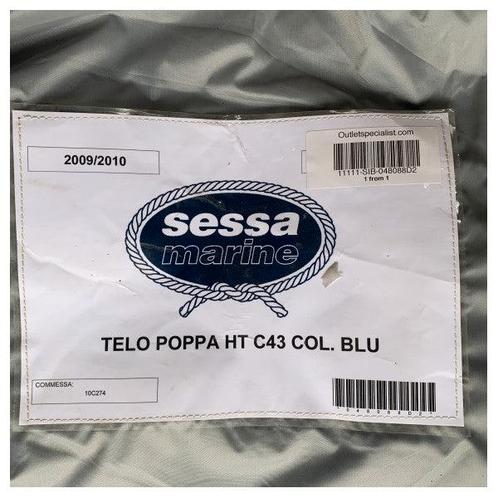 Outletspecialist.com
11111-SIB-048088D2
1 from 1
2009/2010
sessa
marine
TELO POPPA HT C43 COL. BLU
COMMESSA:
10C274